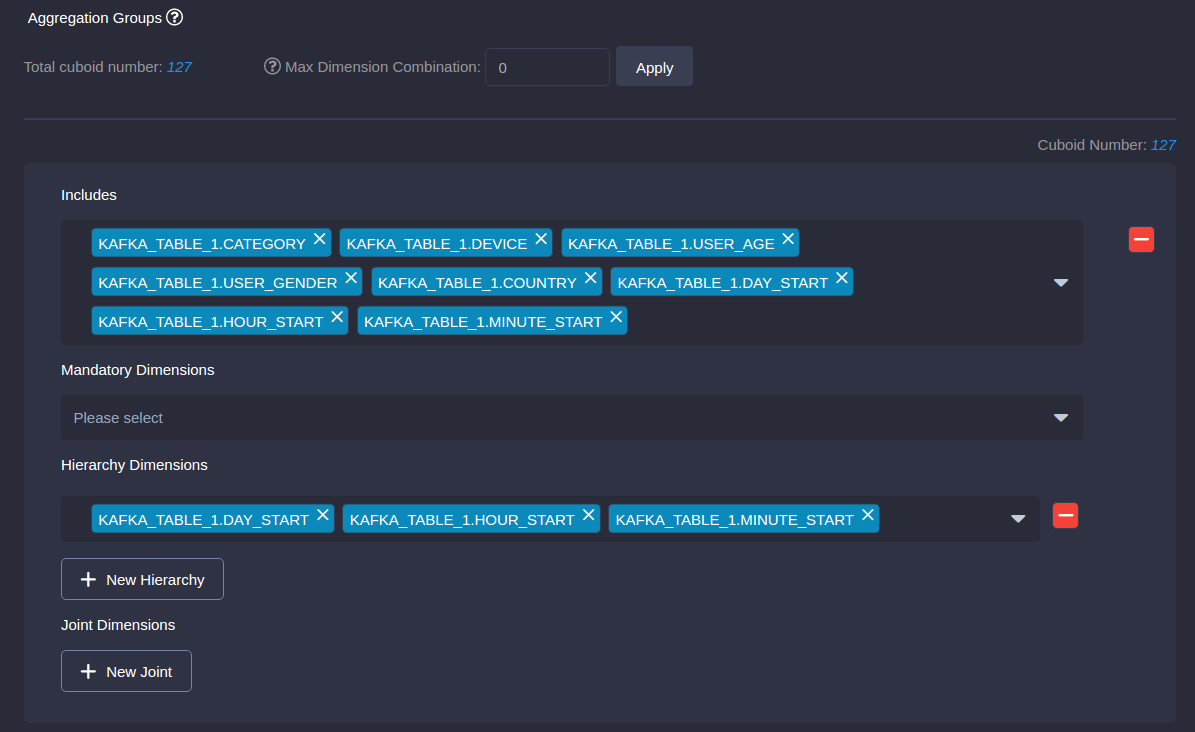 Aggregation Groups
Total cuboid number: 127 Max Dimension Combination: 0 Apply
Cuboid Number: 127
Includes
KAFKA_TABLE_1.CATEGORY KAFKA_TABLE_1.DEVICE KAFKA_TABLE_1.USER_AGE
KAFKA_TABLE_1.USER_GENDER KAFKA_TABLE_1.COUNTRY KAFKA_TABLE_1.DAY_START
KAFKA_TABLE_1.HOUR_START KAFKA_TABLE_1.MINUTE_START
Mandatory Dimensions
Please select
Hierarchy Dimensions
KAFKA_TABLE_1.DAY_START KAFKA_TABLE_1.HOUR_START KAFKA_TABLE_1.MINUTE_START
New Hierarchy
Joint Dimensions
New Joint